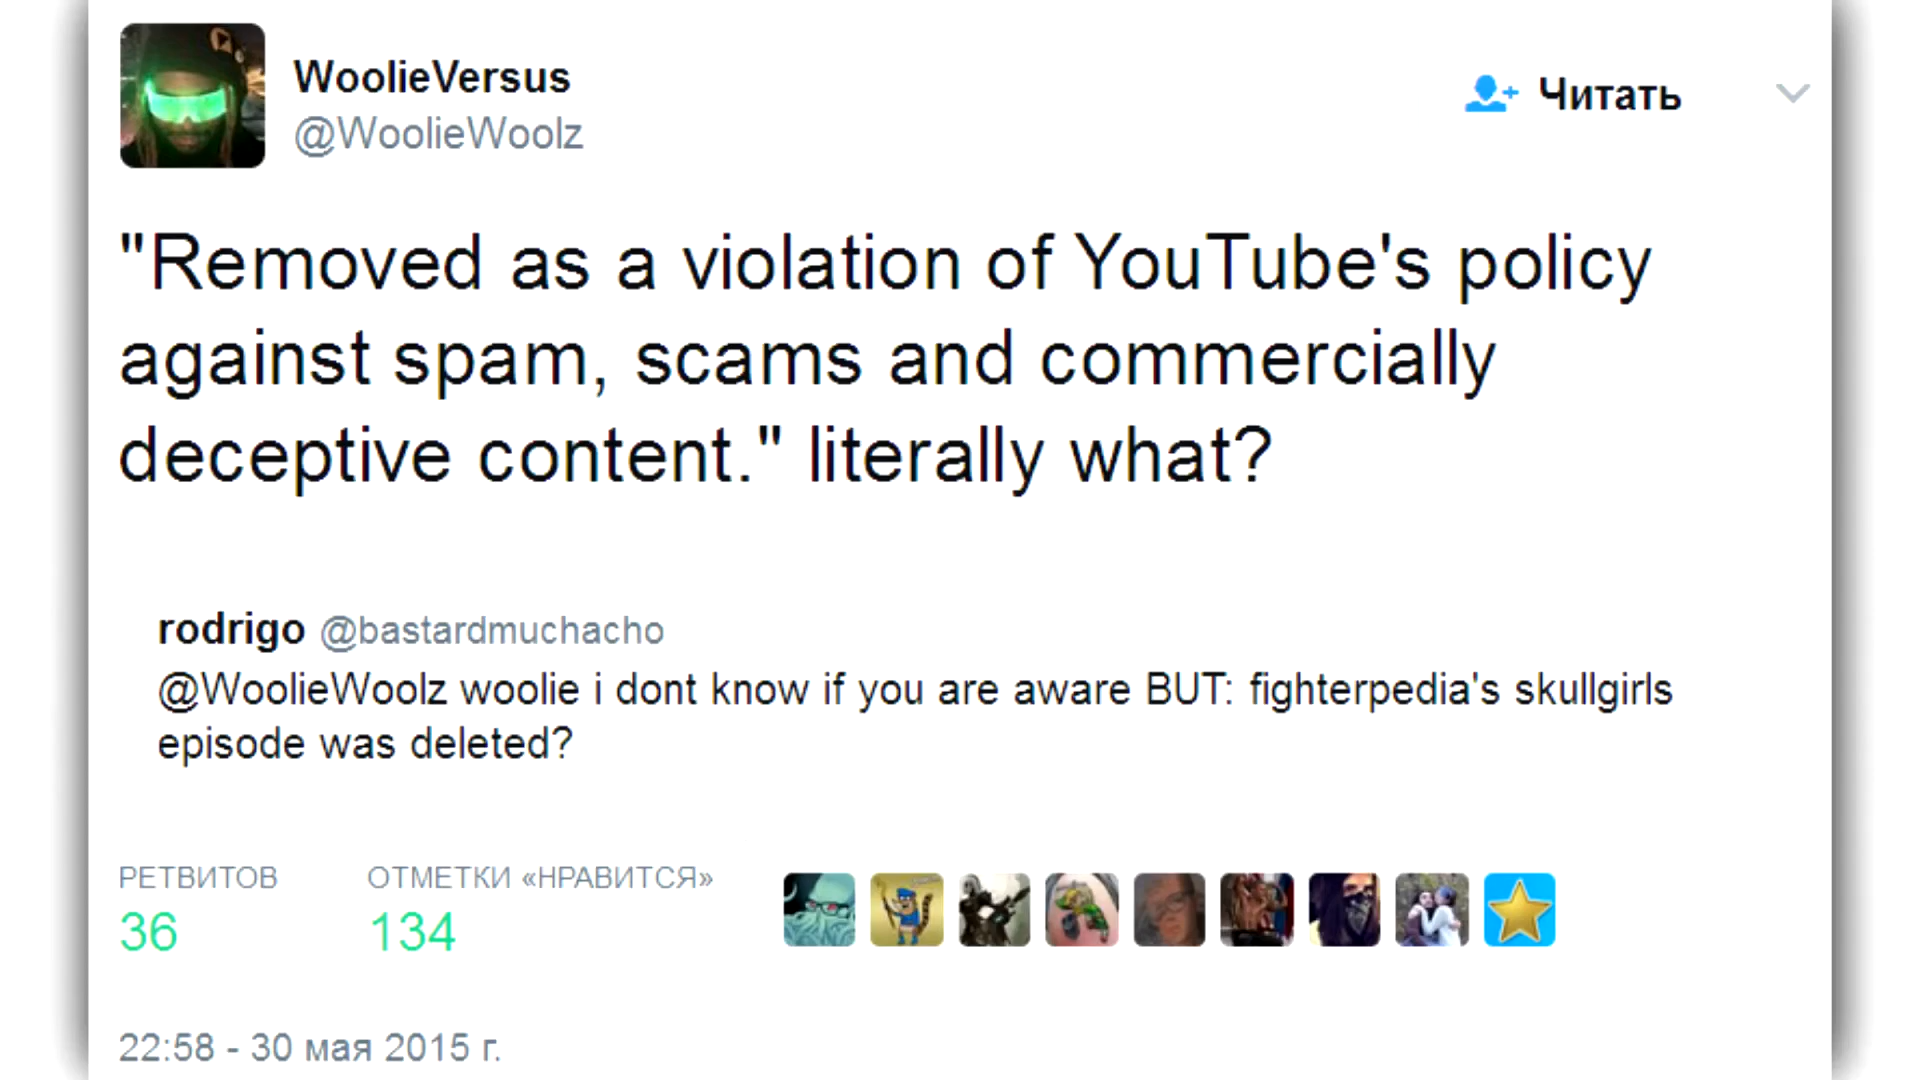 WoolieVersus
@WoolieWoolz
Читать
"Removed as a violation of YouTube's policy
against spam, scams and commercially
deceptive content." literally what?
rodrigo @bastardmuchacho
@WoolieWoolz woolie i dont know if you are aware BUT: fighterpedia's skullgirls
episode was deleted?
РЕТВИТОВ ОТМЕТКИ «НРАВИТСЯ»
36 134
22:58 - 30 мая 2015 г.